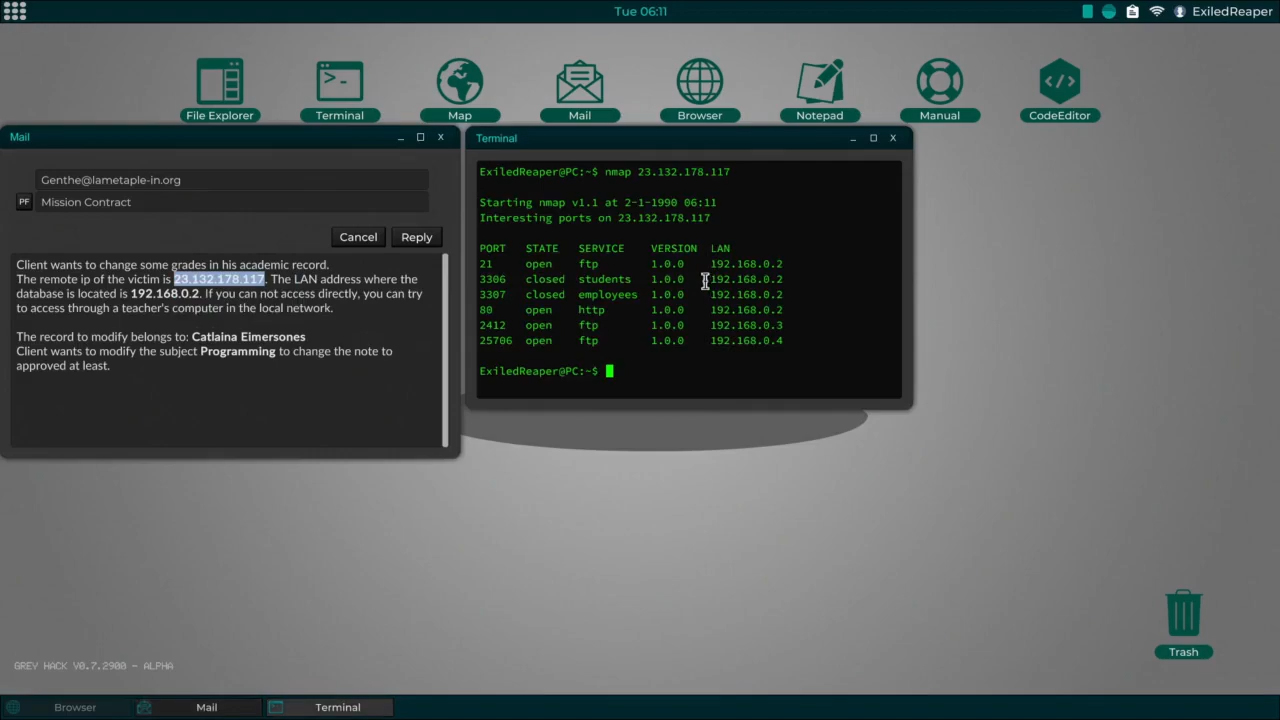 Tue 06:11
ExiledReaper
File Explorer
Terminal
Map
Mail
Browser
Notepad
Manual
CodeEditor
Mail
_ X
Genthe@lametaple-in.org
PF Mission Contract
Cancel Reply
Client wants to change some grades in his academic record.
The remote ip of the victim is 23.132.178.117. The LAN address where the
database is located is 192.168.0.2. If you can not access directly, you can try
to access through a teacher's computer in the local network.
The record to modify belongs to: Catlaina Eimersones
Client wants to modify the subject Programming to change the note to
approved at least.
Terminal
_ X
ExiledReaper@PC:~$ nmap 23.132.178.117
Starting nmap v1.1 at 2-1-1990 06:11
Interesting ports on 23.132.178.117
PORT STATE SERVICE VERSION LAN
21 open ftp 1.0.0 192.168.0.2
3306 closed students 1.0.0 192.168.0.2
3307 closed employees 1.0.0 192.168.0.2
80 open http 1.0.0 192.168.0.2
2412 open ftp 1.0.0 192.168.0.3
25706 open ftp 1.0.0 192.168.0.4
ExiledReaper@PC:~$
Trash
GREY HACK V0.7.2900 - ALPHA
Browser
Mail
Terminal